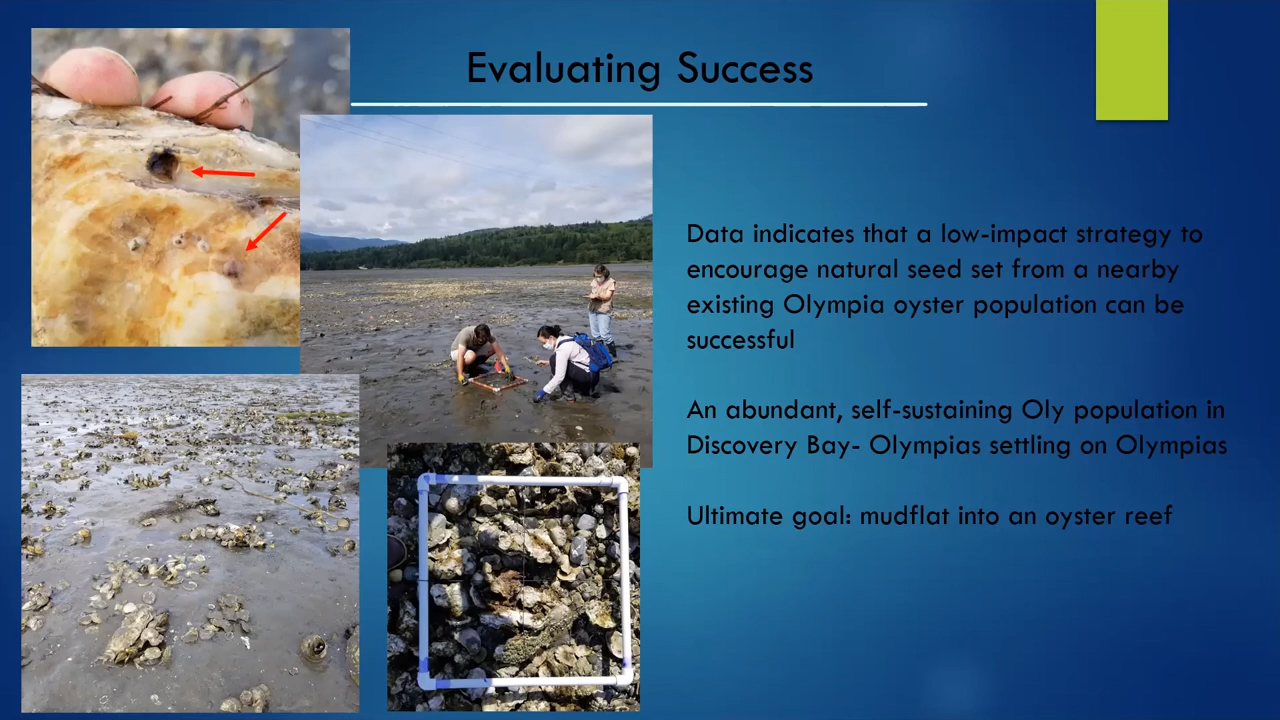 Evaluating Success
Data indicates that a low-impact strategy to
encourage natural seed set from a nearby
existing Olympia oyster population can be
successful
An abundant, self-sustaining Oly population in
Discovery Bay- Olympias settling on Olympias
Ultimate goal: mudflat into an oyster reef